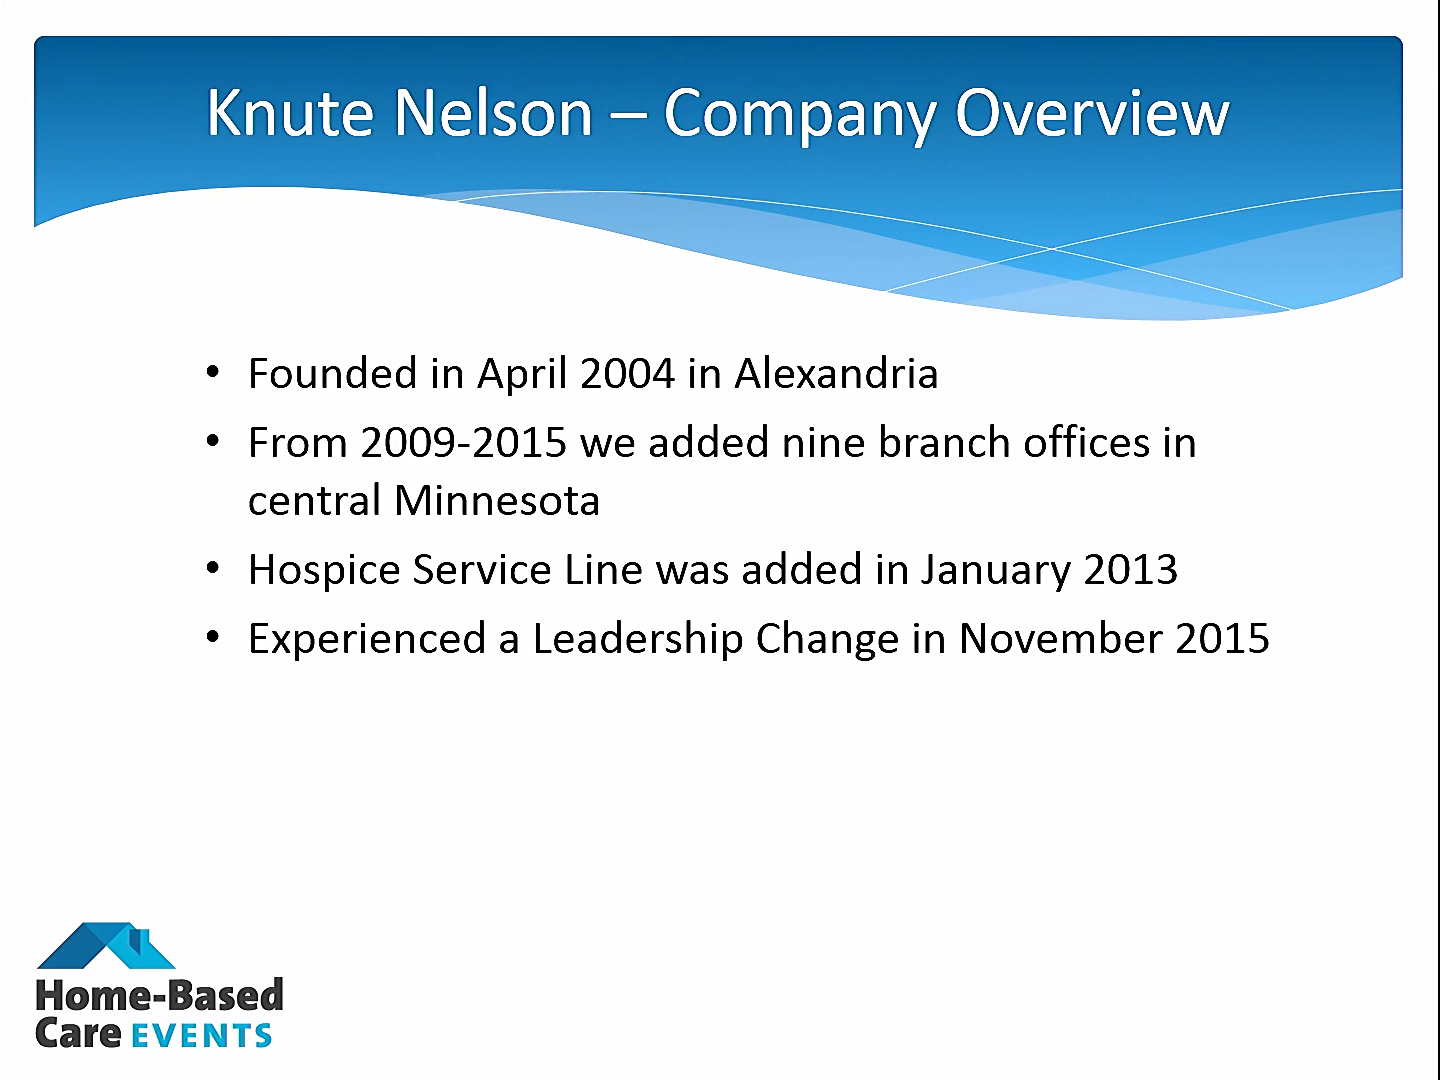 Knute Nelson – Company Overview
• Founded in April 2004 in Alexandria
• From 2009-2015 we added nine branch offices in
central Minnesota
• Hospice Service Line was added in January 2013
• Experienced a Leadership Change in November 2015
Home-Based
Care EVENTS